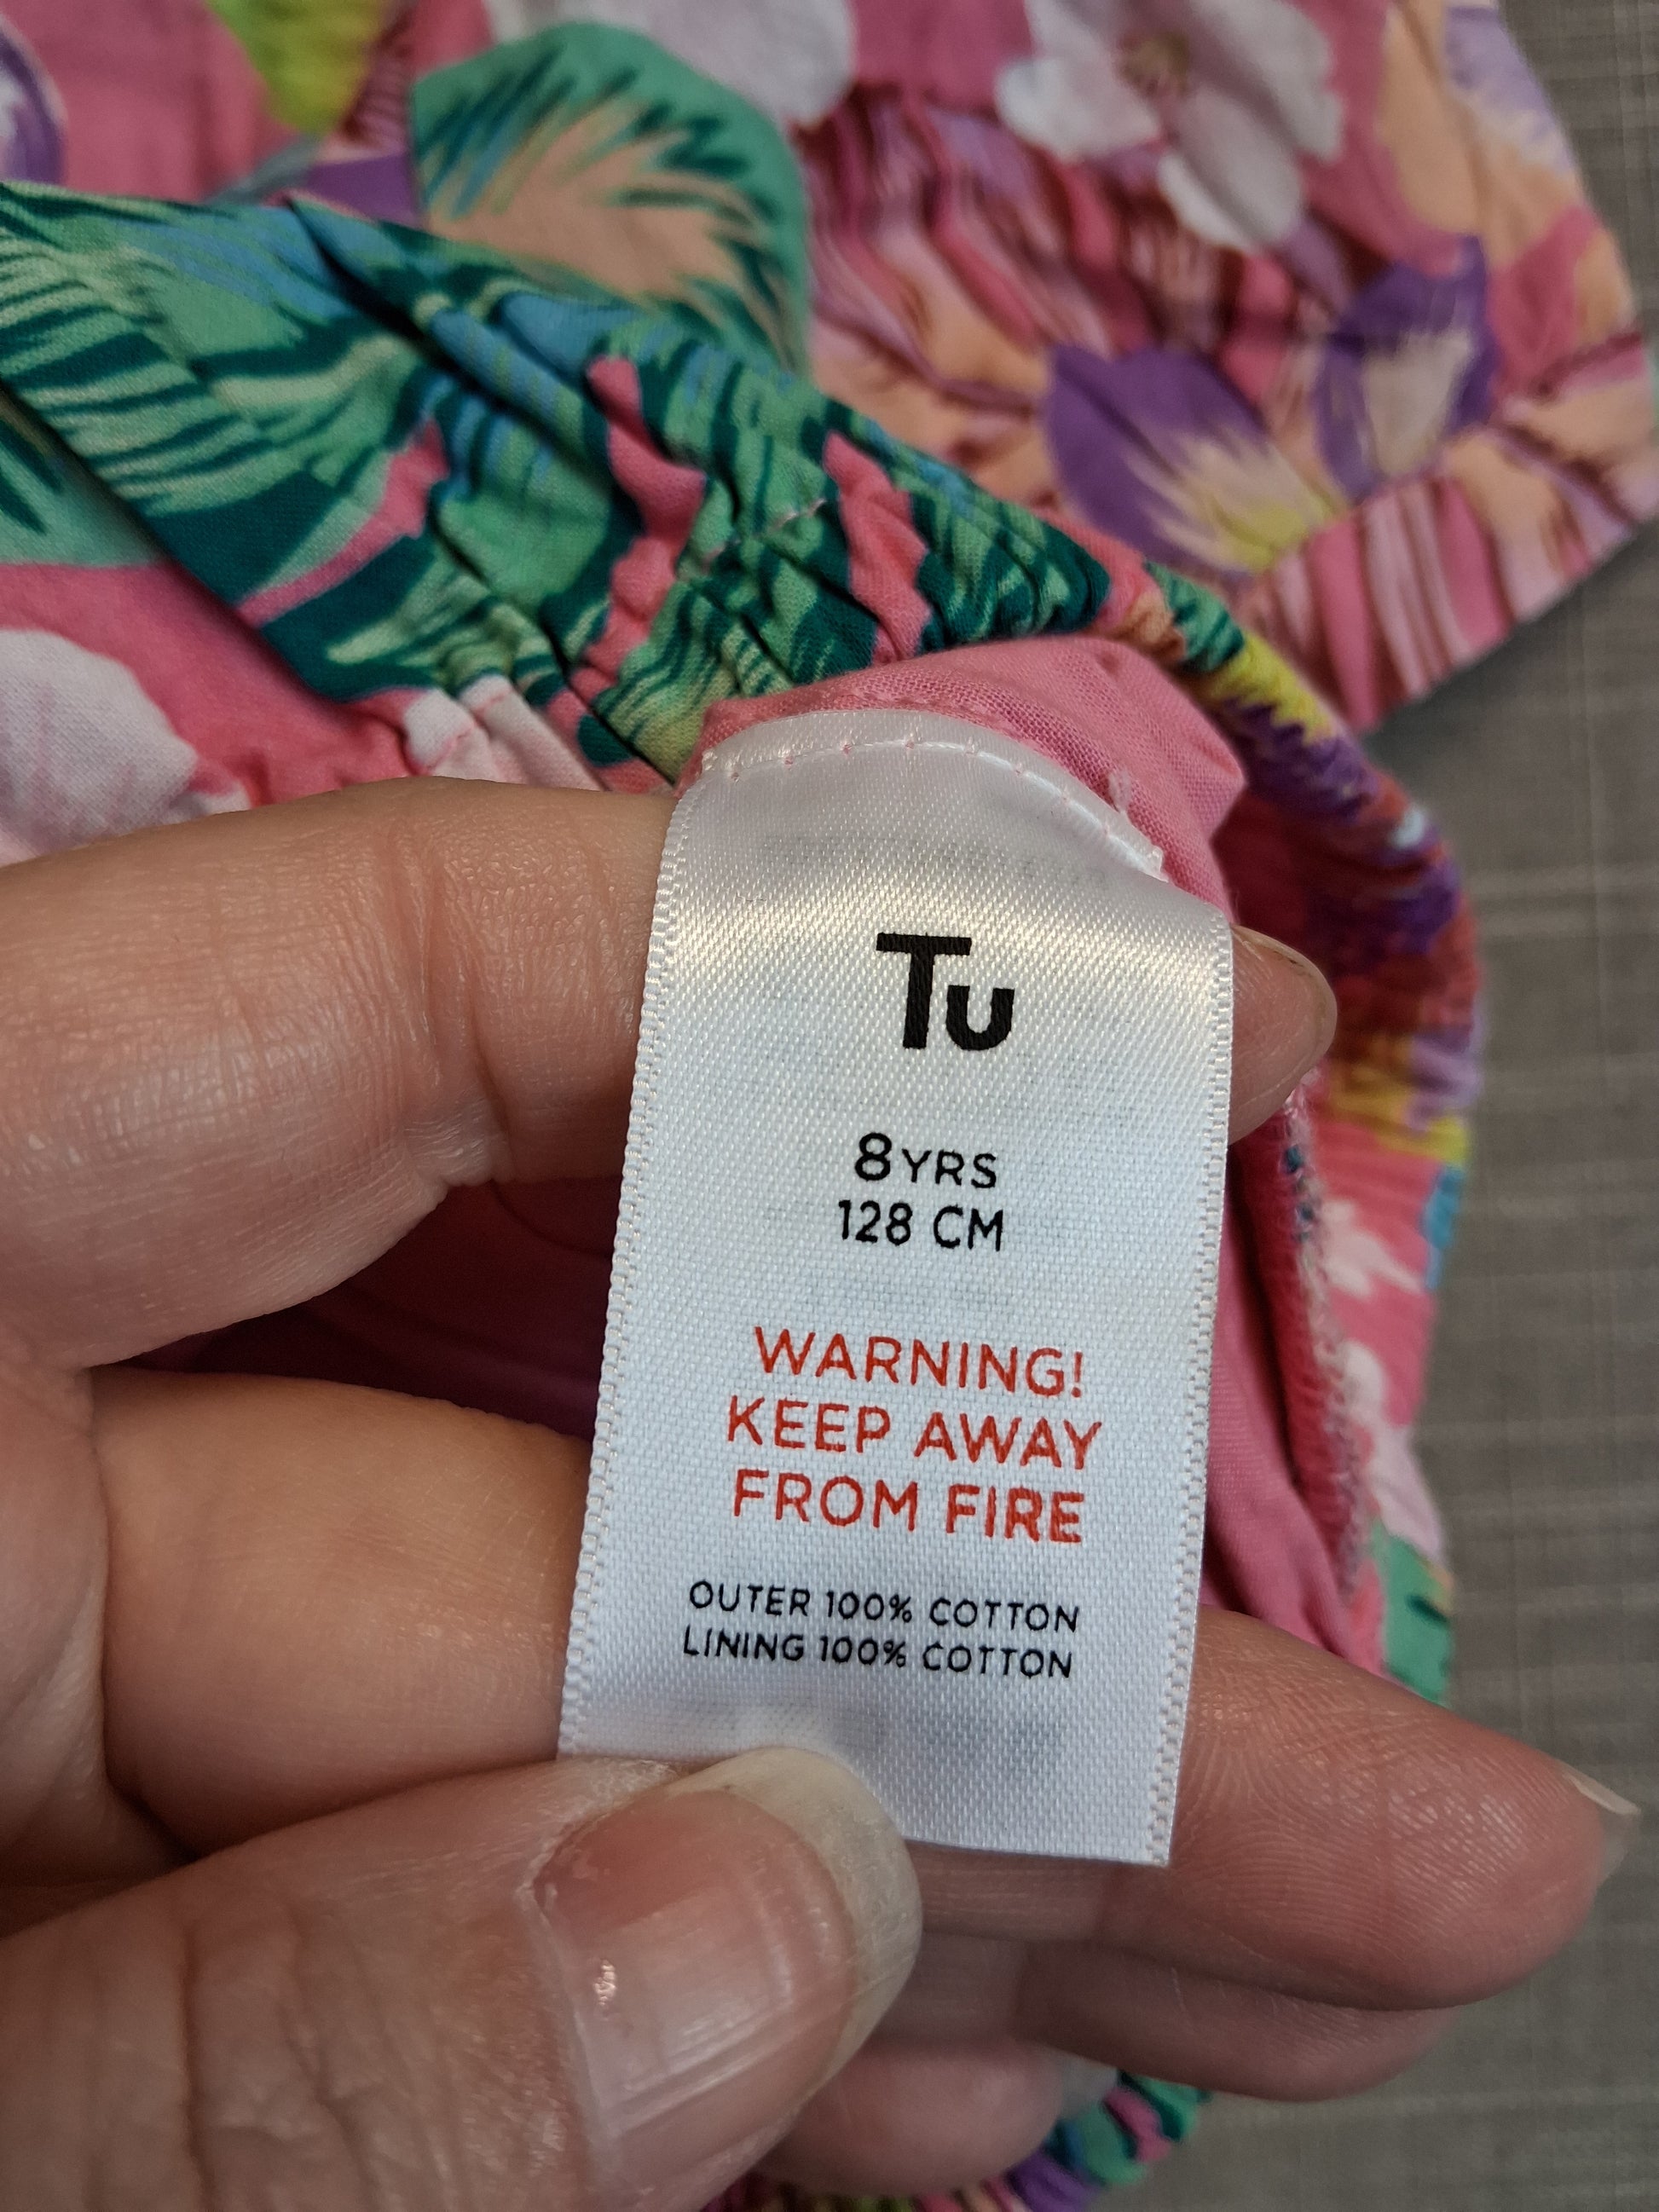 Tu
8YRS
128 CM
WARNING!
KEEP AWAY
FROM FIRE
OUTER 100% COTTON
LINING 100% COTTON